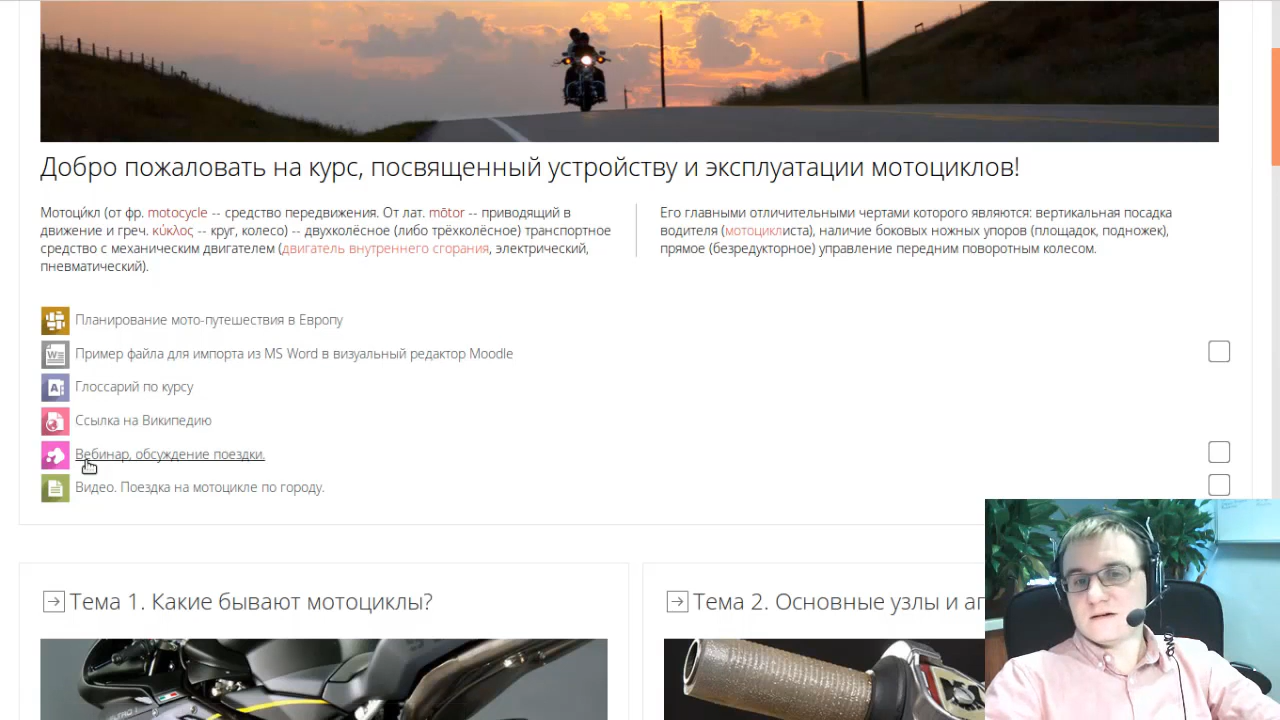 Добро пожаловать на курс, посвященный устройству и эксплуатации мотоциклов!
Мотоци́кл (от фр. motocycle -- средство передвижения. От лат. mōtor -- приводящий в
движение и греч. κύκλος -- круг, колесо) -- двухколёсное (либо трёхколёсное) транспортное
средство с механическим двигателем (двигатель внутреннего сгорания, электрический,
пневматический).
Его главными отличительными чертами которого являются: вертикальная посадка
водителя (мотоциклиста), наличие боковых ножных упоров (площадок, подножек),
прямое (безредукторное) управление передним поворотным колесом.
Планирование мото-путешествия в Европу
Пример файла для импорта из MS Word в визуальный редактор Moodle
Глоссарий по курсу
Ссылка на Википедию
Вебинар, обсуждение поездки.
Видео. Поездка на мотоцикле по городу.
Тема 1. Какие бывают мотоциклы?
Тема 2. Основные узлы и аг